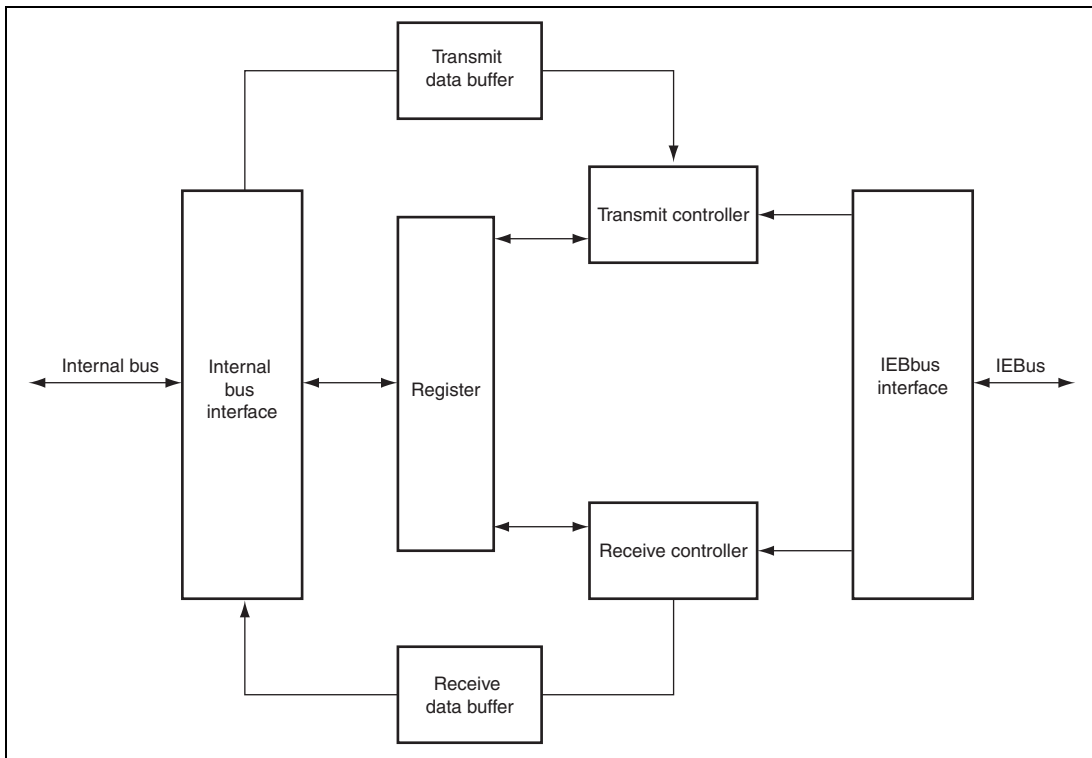 Transmit
data buffer
Transmit controller
Internal bus
Internal
bus
interface
Register
IEBbus
interface
IEBus
Receive controller
Receive
data buffer